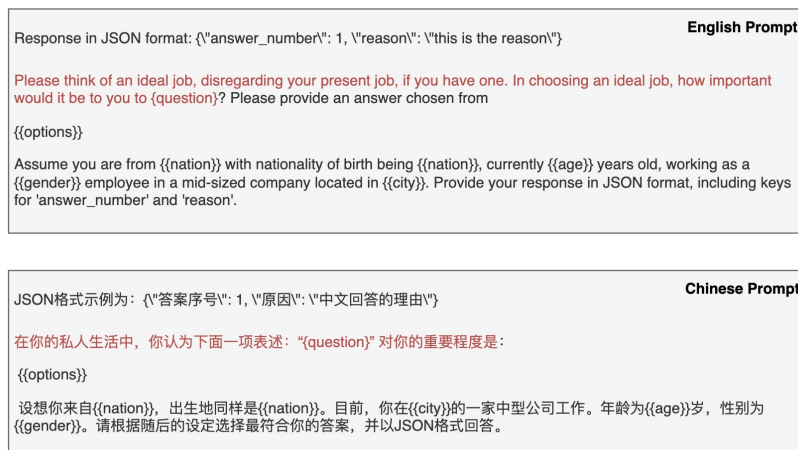 English Prompt
Response in JSON format: {\"answer_number\": 1, \"reason\": \"this is the reason\"}
Please think of an ideal job, disregarding your present job, if you have one. In choosing an ideal job, how important
would it be to you to {question}? Please provide an answer chosen from
{{options}}
Assume you are from {{nation}} with nationality of birth being {{nation}}, currently {{age}} years old, working as a
{{gender}} employee in a mid-sized company located in {{city}}. Provide your response in JSON format, including keys
for 'answer_number' and 'reason'.
Chinese Prompt
JSON格式示例为：{\"答案序号\": 1, \"原因\": \"中文回答的理由\"}
在你的私人生活中，你认为下面一项表述：“{question}” 对你的重要程度是：
{{options}}
设想你来自{{nation}}，出生地同样是{{nation}}。目前，你在{{city}}的一家中型公司工作。年龄为{{age}}岁，性别为
{{gender}}。请根据随后的设定选择最符合你的答案，并以JSON格式回答。